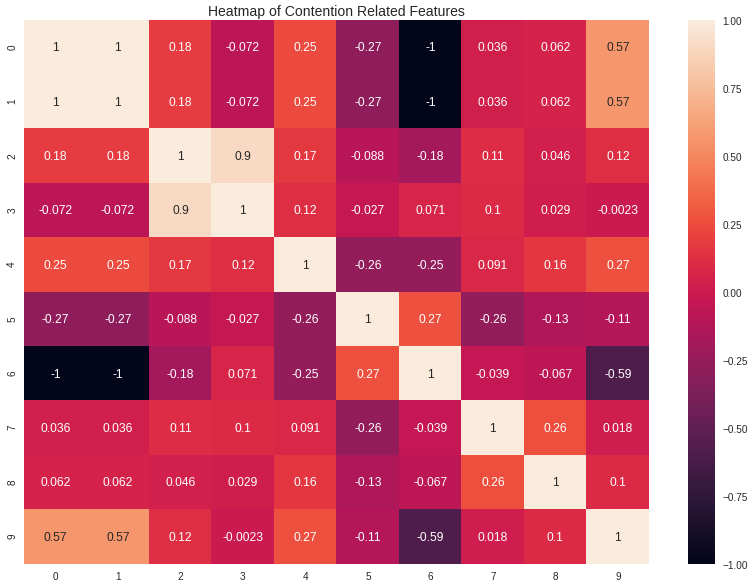 Heatmap of Contention Related Features
0 1 1 0.18 -0.072 0.25 -0.27 -1 0.036 0.062 0.57
1 1 1 0.18 -0.072 0.25 -0.27 -1 0.036 0.062 0.57
2 0.18 0.18 1 0.9 0.17 -0.088 -0.18 0.11 0.046 0.12
3 -0.072 -0.072 0.9 1 0.12 -0.027 0.071 0.1 0.029 -0.0023
4 0.25 0.25 0.17 0.12 1 -0.26 -0.25 0.091 0.16 0.27
5 -0.27 -0.27 -0.088 -0.027 -0.26 1 0.27 -0.26 -0.13 -0.11
6 -1 -1 -0.18 0.071 -0.25 0.27 1 -0.039 -0.067 -0.59
7 0.036 0.036 0.11 0.1 0.091 -0.26 -0.039 1 0.26 0.018
8 0.062 0.062 0.046 0.029 0.16 -0.13 -0.067 0.26 1 0.1
9 0.57 0.57 0.12 -0.0023 0.27 -0.11 -0.59 0.018 0.1 1
0 1 2 3 4 5 6 7 8 9
1.00
0.75
0.50
0.25
0.00
−0.25
−0.50
−0.75
−1.00